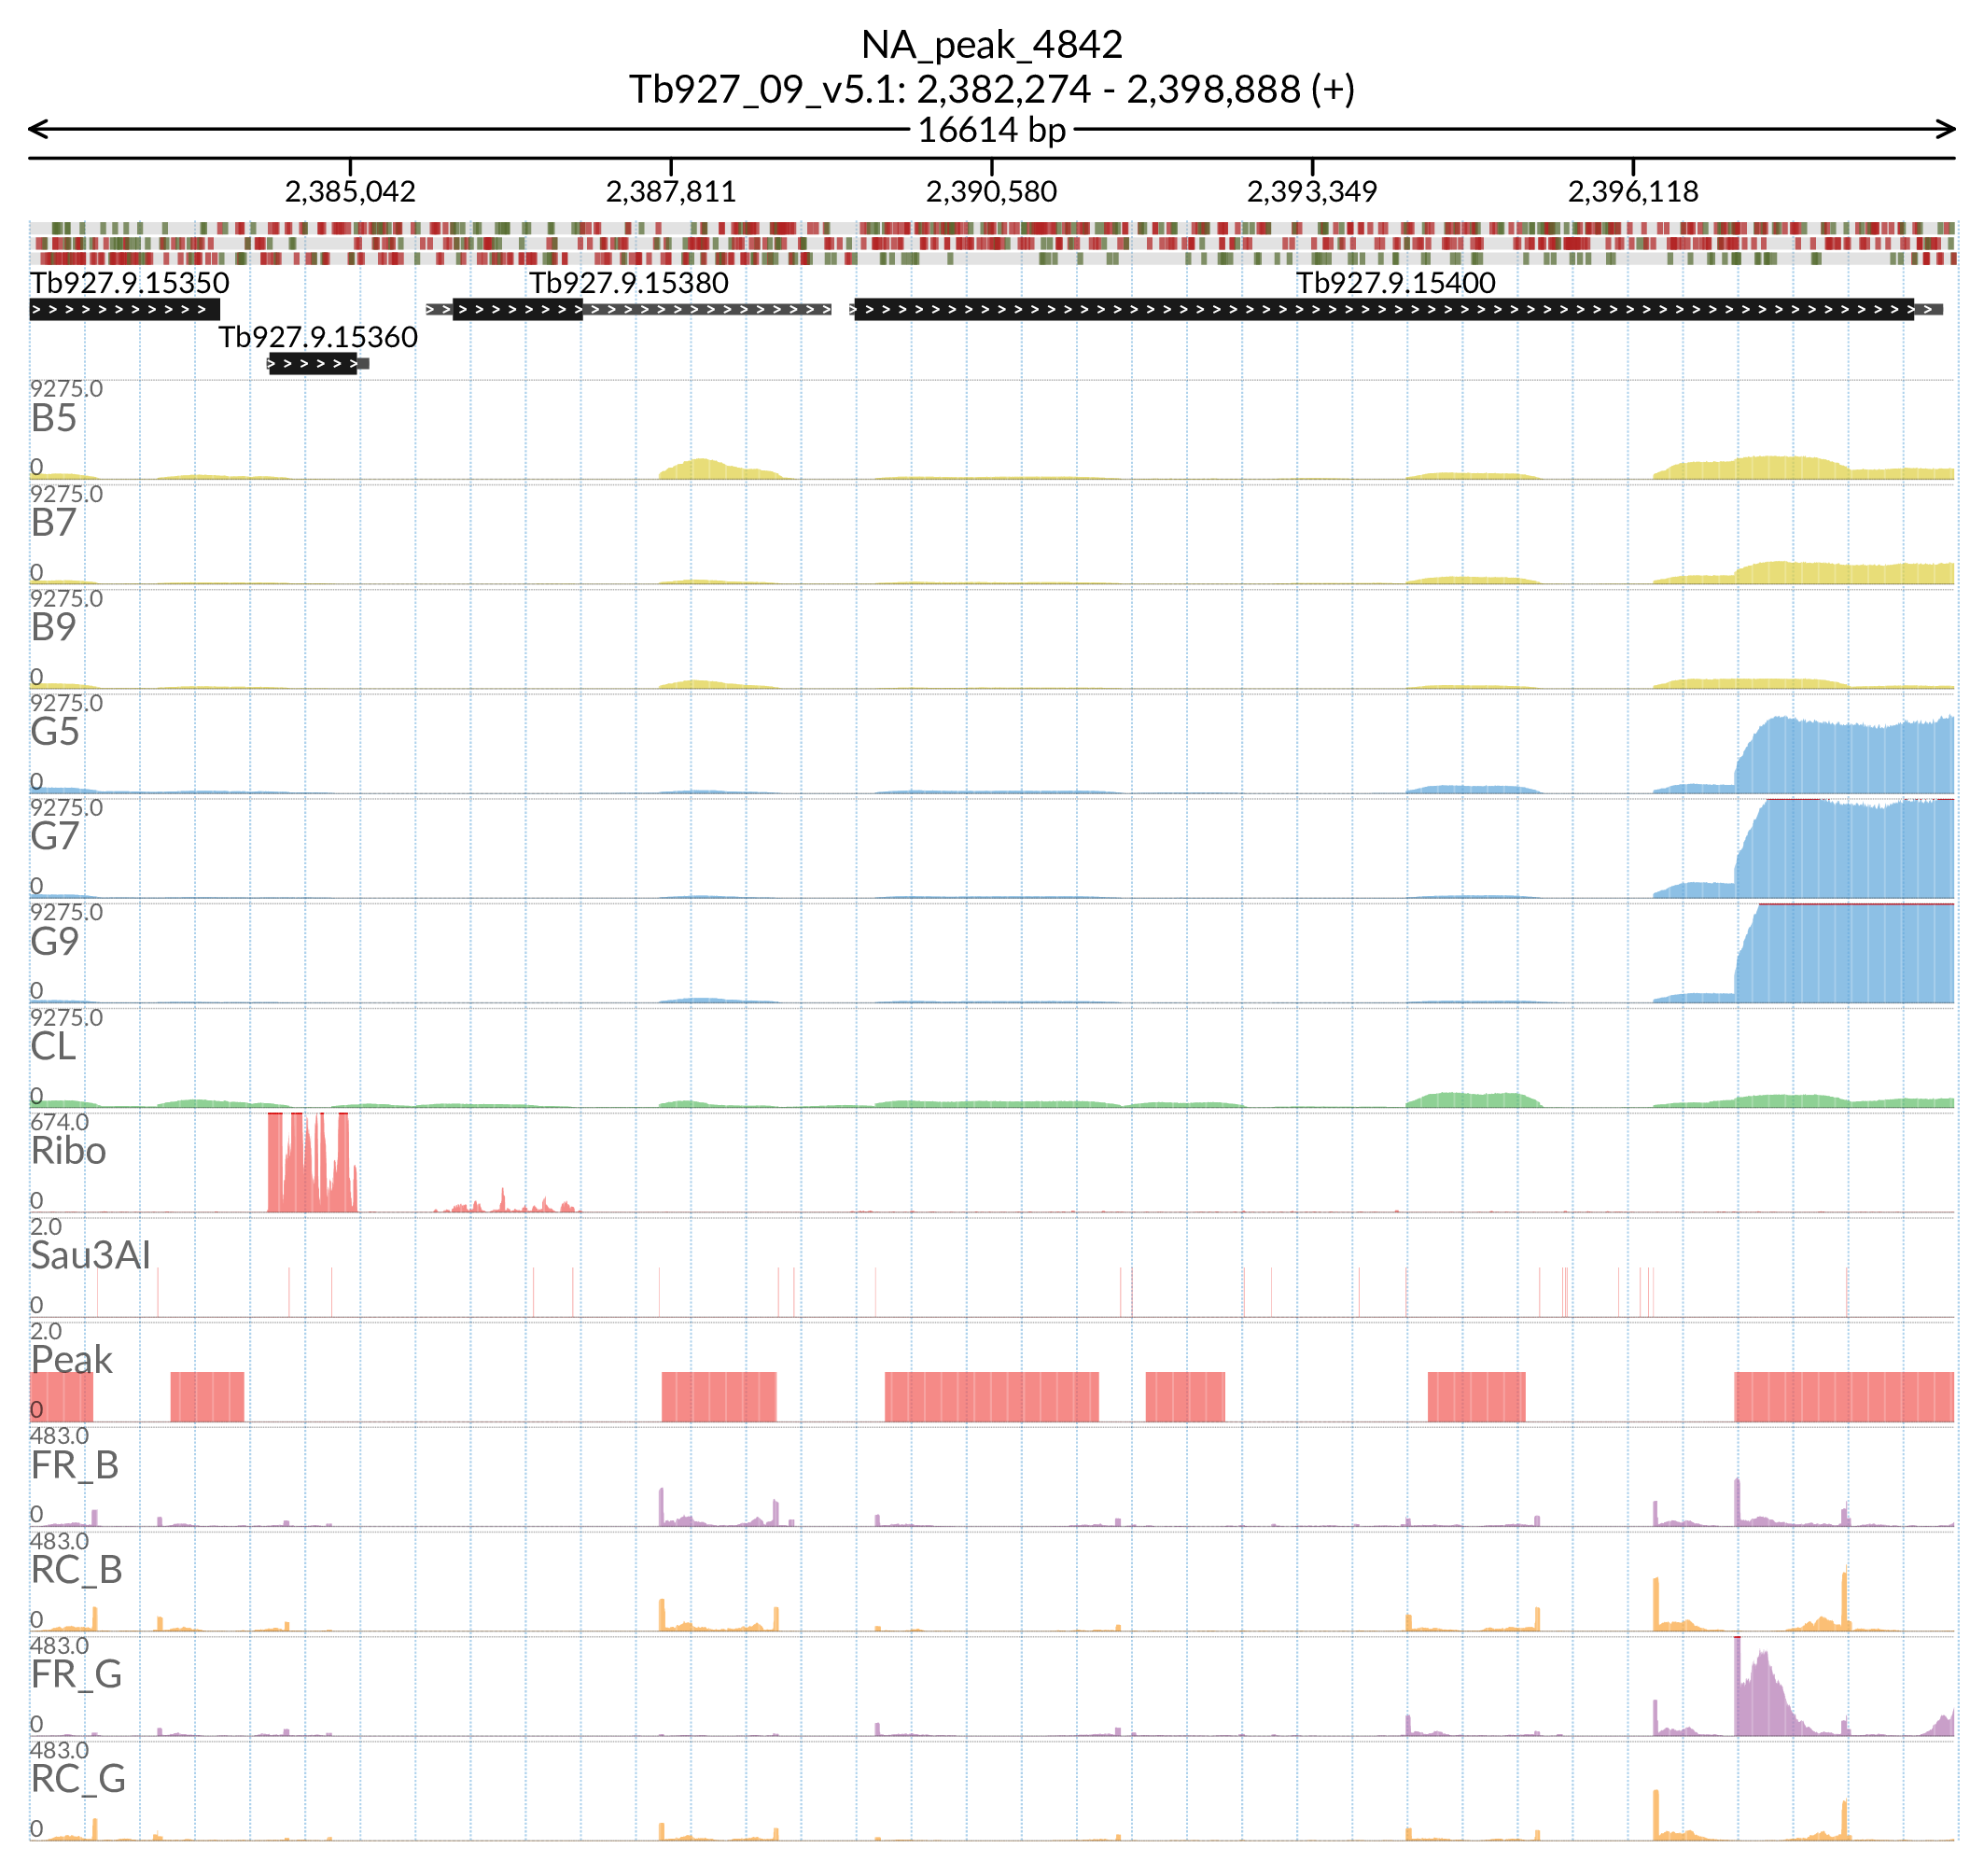 NA_peak_4842
Tb927_09_v5.1: 2,382,274 - 2,398,888 (+)
16614 bp
2,385,042 2,387,811 2,390,580 2,393,349 2,396,118
Tb927.9.15350 Tb927.9.15380 Tb927.9.15400
Tb927.9.15360
9275.0
B5
0
9275.0
B7
0
9275.0
B9
0
9275.0
G5
0
9275.0
G7
0
9275.0
G9
0
9275.0
CL
0
674.0
Ribo
0
2.0
Sau3AI
0
2.0
Peak
0
483.0
FR_B
0
483.0
RC_B
0
483.0
FR_G
0
483.0
RC_G
0